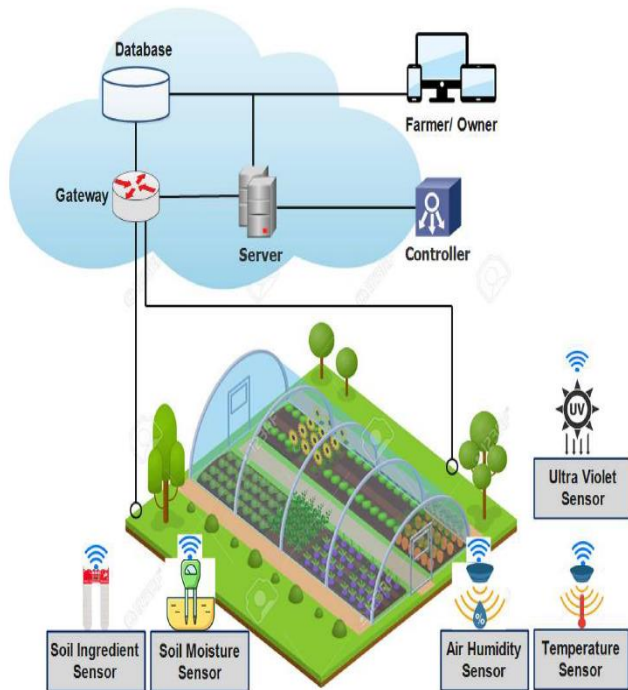 Database
Farmer/ Owner
Gateway
Server
Controller
UV
Ultra Violet
Sensor
%
Soil Ingredient
Sensor
Soil Moisture
Sensor
Air Humidity
Sensor
Temperature
Sensor